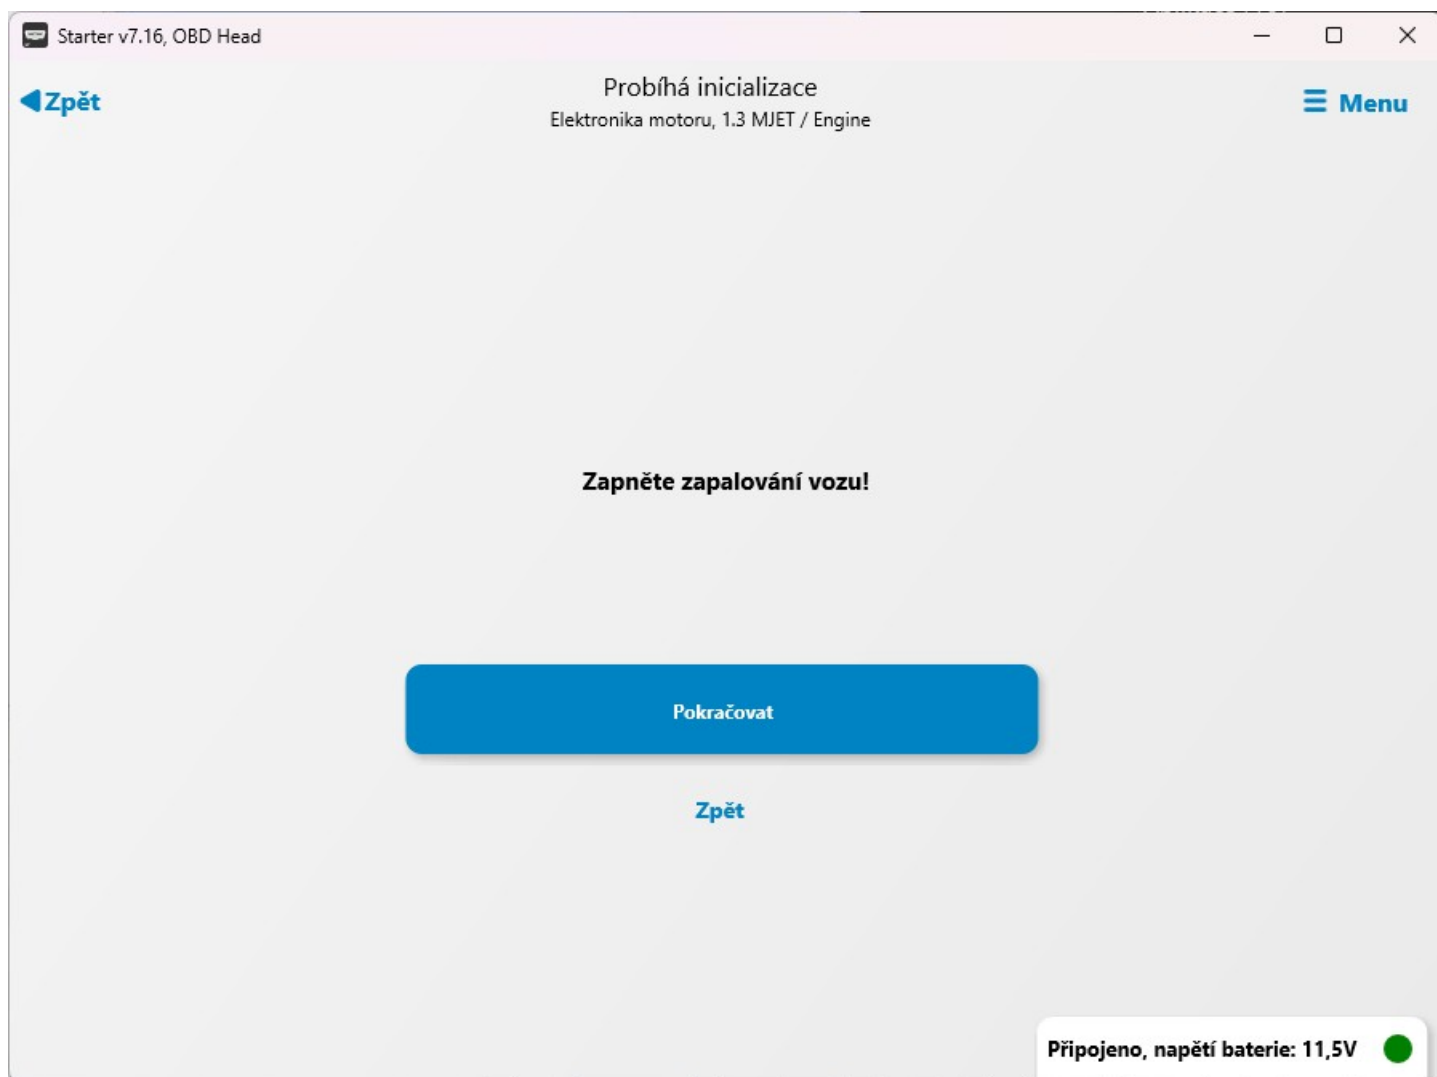 Starter v7.16, OBD Head
Zpět
Probíhá inicializace
Elektronika motoru, 1.3 MJET / Engine
Menu
Zapněte zapalování vozu!
Pokračovat
Zpět
Připojeno, napětí baterie: 11,5V